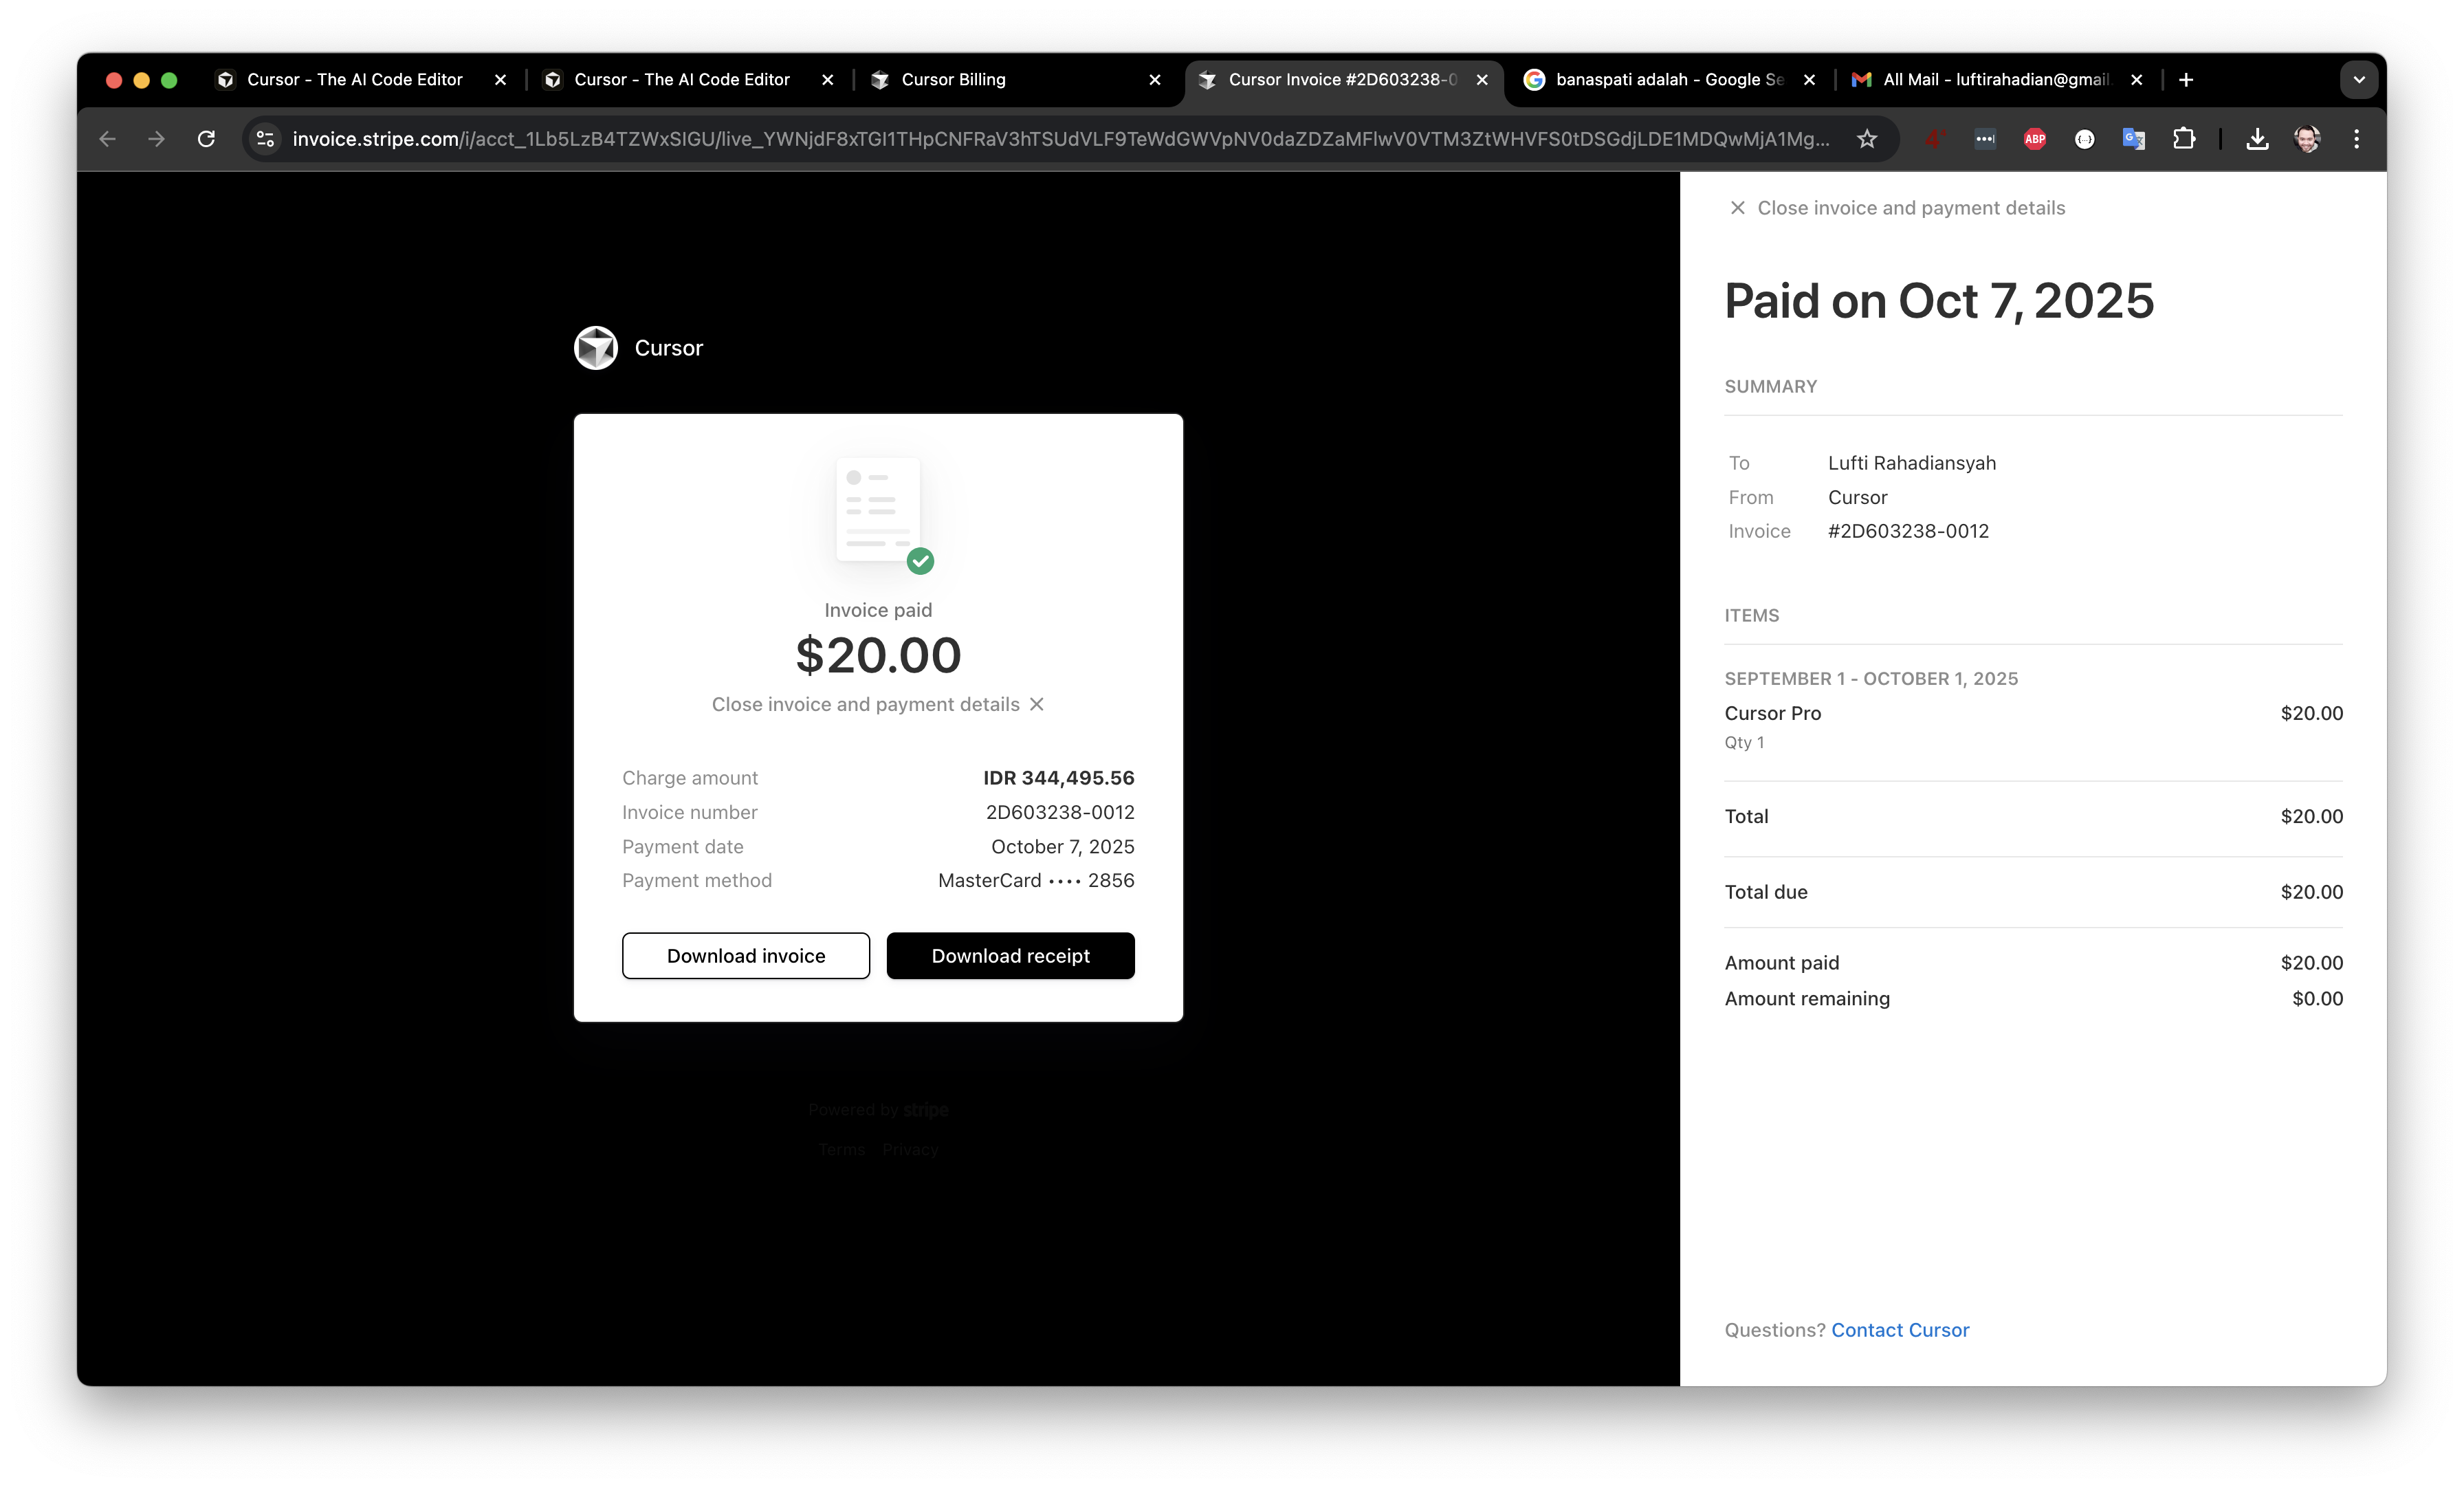 Cursor - The AI Code Editor
Cursor - The AI Code Editor
Cursor Billing
Cursor Invoice #2D603238-0
banaspati adalah - Google Se
All Mail - luftirahadian@gmail.
invoice.stripe.com/i/acct_1Lb5LzB4TZWxSIGU/live_YWNjdF8xTGI1THpCNFRaV3hTSUdVLF9TeWdGWVpNV0daZDZaMFlwV0VTM3ZtWHVFS0tDSGdjLDE1MDQwMjA1Mg...
ABP
Cursor
Invoice paid
$20.00
Close invoice and payment details
Charge amount IDR 344,495.56
Invoice number 2D603238-0012
Payment date October 7, 2025
Payment method MasterCard •••• 2856
Download invoice Download receipt
Powered by stripe
Terms Privacy
Close invoice and payment details
Paid on Oct 7, 2025
SUMMARY
To Lufti Rahadiansyah
From Cursor
Invoice #2D603238-0012
ITEMS
SEPTEMBER 1 - OCTOBER 1, 2025
Cursor Pro $20.00
Qty 1
Total $20.00
Total due $20.00
Amount paid $20.00
Amount remaining $0.00
Questions? Contact Cursor